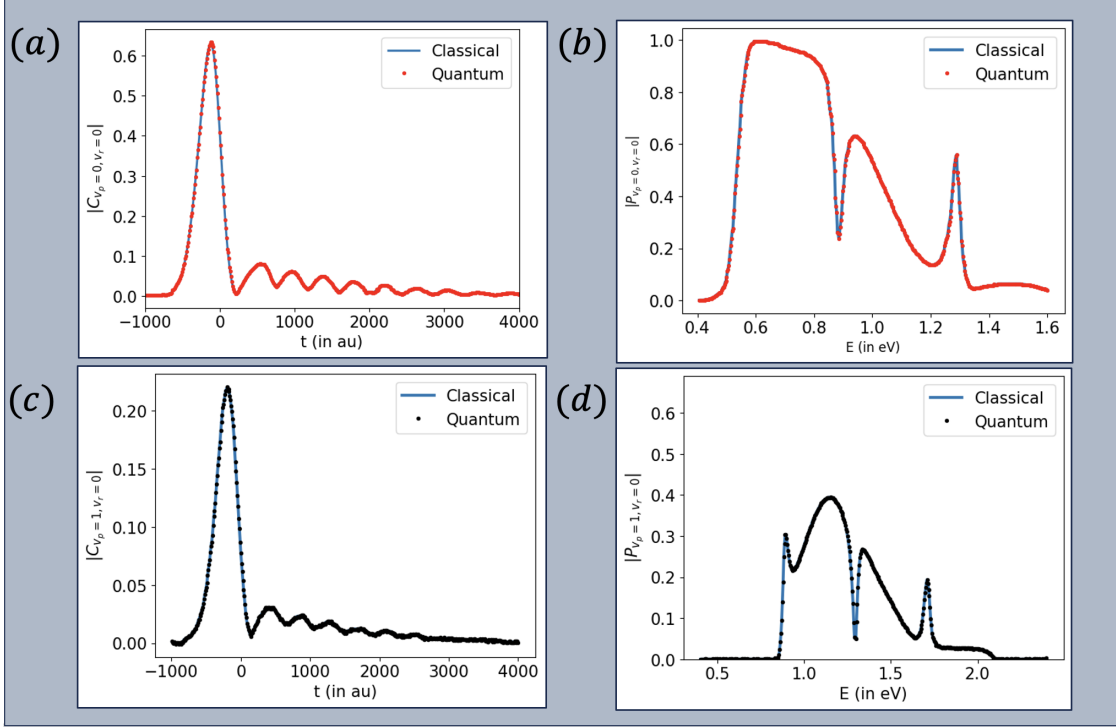 (a)
|C_{v_p=0,v_r=0}|
0.6
0.5
0.4
0.3
0.2
0.1
0.0
Classical
Quantum
−1000 0 1000 2000 3000 4000
t (in au)
(b)
|P_{v_p=0,v_r=0}|
1.0
0.8
0.6
0.4
0.2
0.0
Classical
Quantum
0.4 0.6 0.8 1.0 1.2 1.4 1.6
E (in eV)
(c)
|C_{v_p=1,v_r=0}|
0.20
0.15
0.10
0.05
0.00
Classical
Quantum
−1000 0 1000 2000 3000 4000
t (in au)
(d)
|P_{v_p=1,v_r=0}|
0.6
0.5
0.4
0.3
0.2
0.1
0.0
Classical
Quantum
0.5 1.0 1.5 2.0
E (in eV)